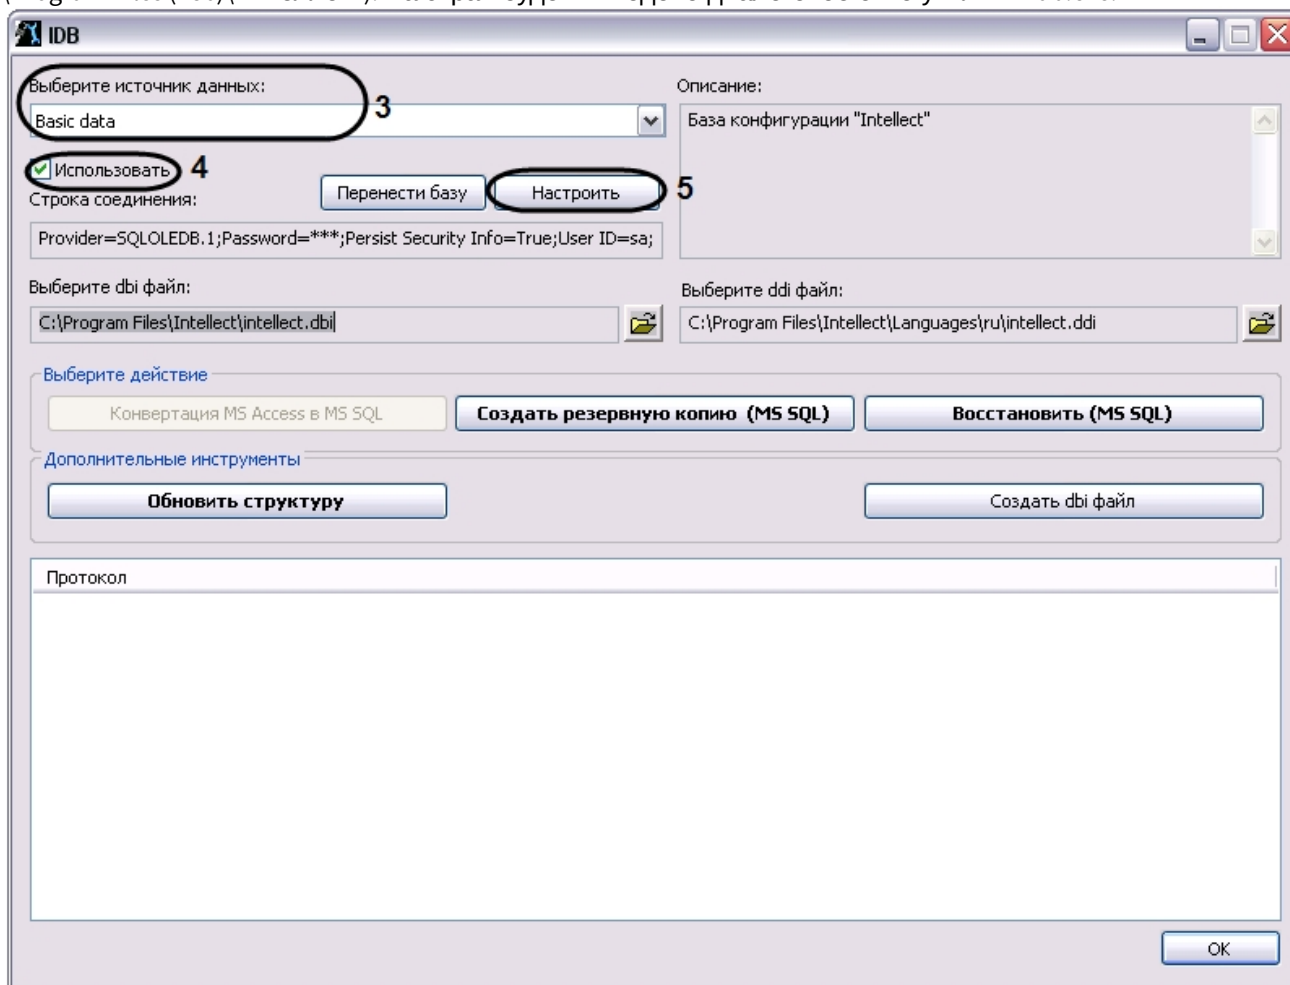 IDB
Выберите источник данных:
Basic data
3
Использовать
4
Строка соединения:
Перенести базу
Настроить
5
Provider=SQLOLEDB.1;Password=***;Persist Security Info=True;User ID=sa;
Описание:
База конфигурации "Intellect"
Выберите dbi файл:
C:\Program Files\Intellect\intellect.dbi
Выберите ddi файл:
C:\Program Files\Intellect\Languages\ru\intellect.ddi
Выберите действие
Конвертация MS Access в MS SQL
Создать резервную копию (MS SQL)
Восстановить (MS SQL)
Дополнительные инструменты
Обновить структуру
Создать dbi файл
Протокол
OK